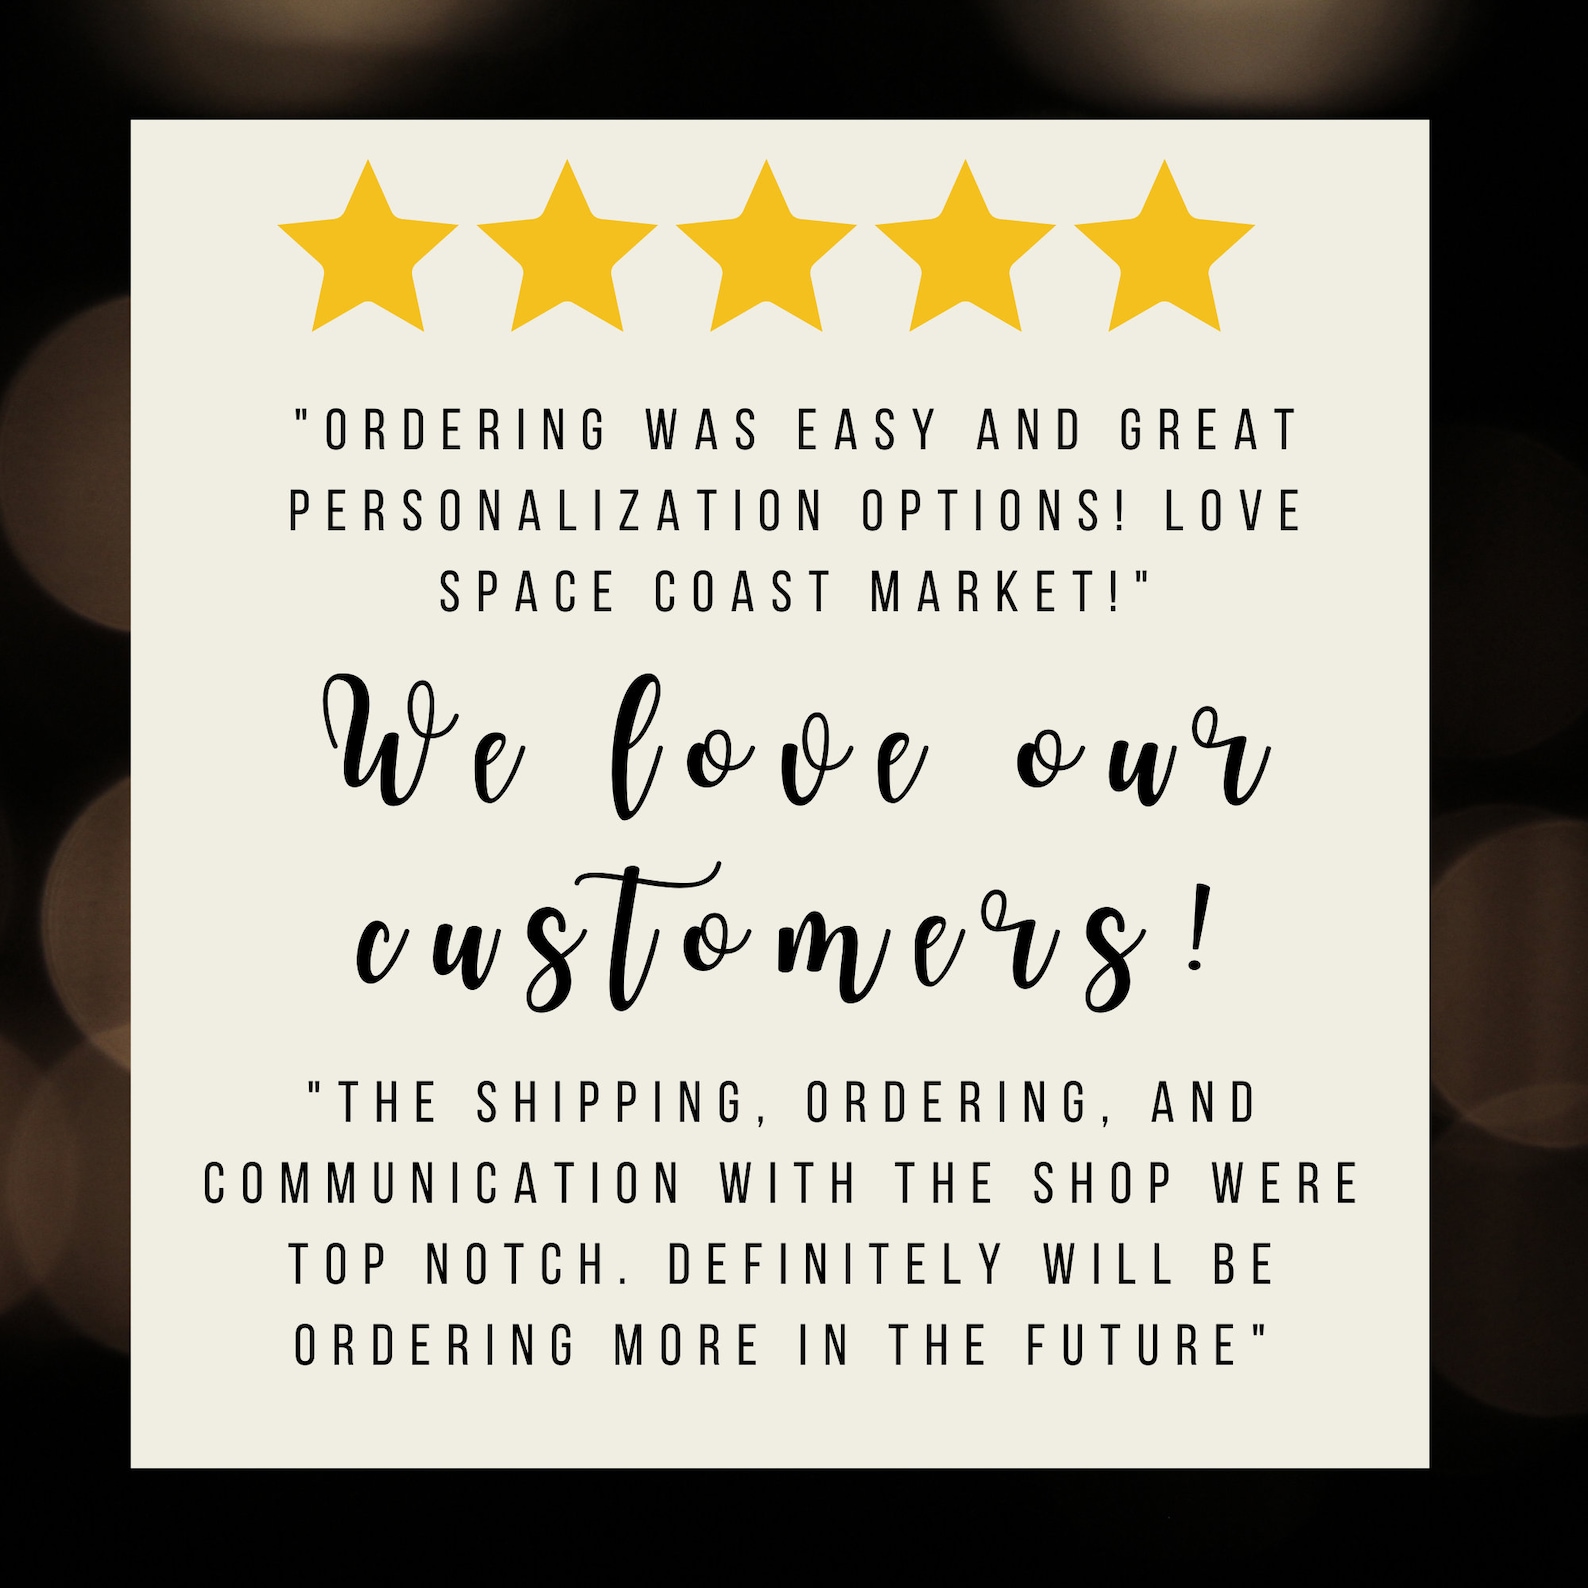 "ORDERING WAS EASY AND GREAT
PERSONALIZATION OPTIONS! LOVE
SPACE COAST MARKET!"
We love our
customers!
"THE SHIPPING, ORDERING, AND
COMMUNICATION WITH THE SHOP WERE
TOP NOTCH. DEFINITELY WILL BE
ORDERING MORE IN THE FUTURE"